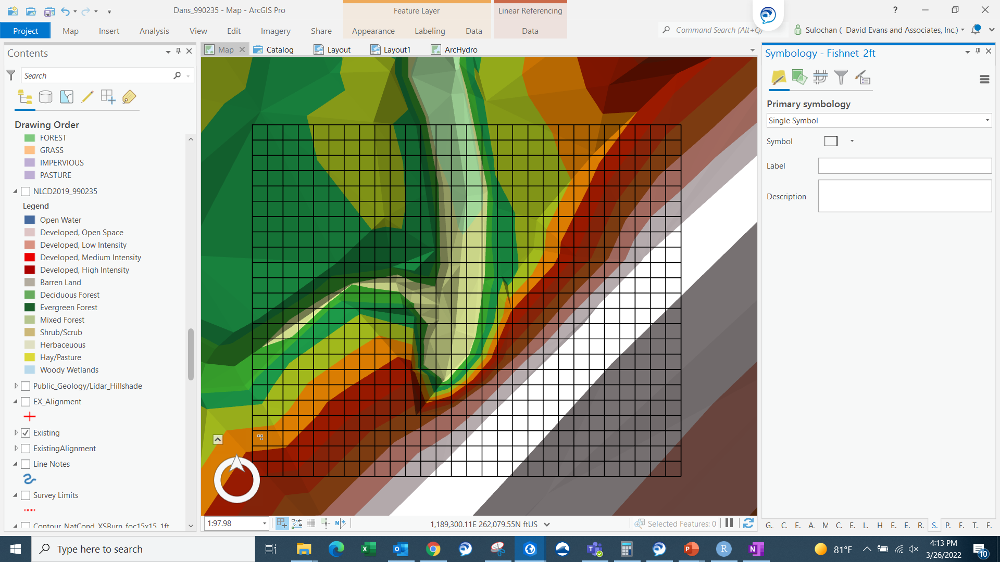 Dans_990235 - Map - ArcGIS Pro
Feature Layer
Linear Referencing
?
Project
Map
Insert
Analysis
View
Edit
Imagery
Share
Appearance
Labeling
Data
Data
Command Search (Alt+Q)
Sulochan ( David Evans and Associates, Inc.)
Contents
Map
Catalog
Layout
Layout1
ArcHydro
Symbology - Fishnet_2ft
Search
Drawing Order
FOREST
GRASS
IMPERVIOUS
PASTURE
NLCD2019_990235
Legend
Open Water
Developed, Open Space
Developed, Low Intensity
Developed, Medium Intensity
Developed, High Intensity
Barren Land
Deciduous Forest
Evergreen Forest
Mixed Forest
Shrub/Scrub
Herbaceuous
Hay/Pasture
Woody Wetlands
Public_Geology/Lidar_Hillshade
EX_Alignment
Existing
ExistingAlignment
Line Notes
Survey Limits
Contour_NatCond_XSBurn_foc15x15_1ft
Primary symbology
Single Symbol
Symbol
Label
Description
1:97.98
1,189,300.11E 262,079.55N ftUS
Selected Features: 0
G. C. E. A. M C. E. L. H E. E. R. S. P. F. T. F.
Type here to search
81°F
4:13 PM
3/26/2022
10